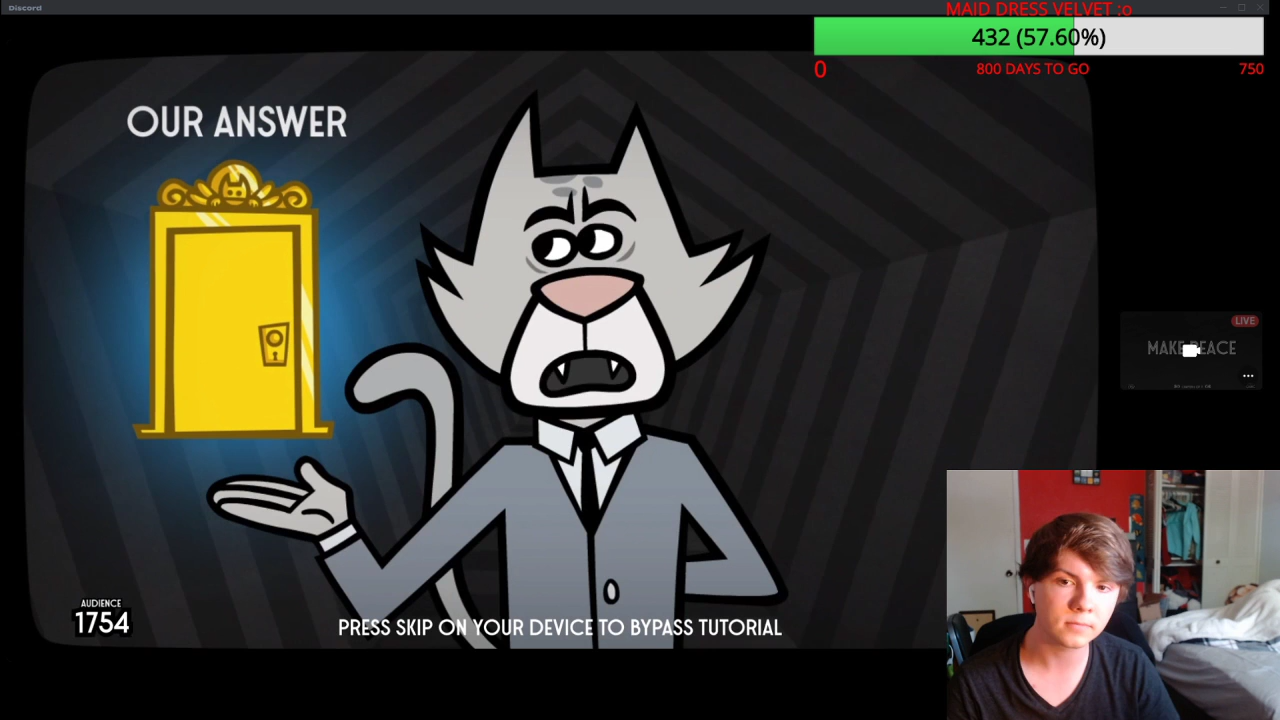 Discord
MAID DRESS VELVET :o
432 (57.60%)
0
800 DAYS TO GO
750
OUR ANSWER
LIVE
MAKE PEACE
AUDIENCE
1754
PRESS SKIP ON YOUR DEVICE TO BYPASS TUTORIAL